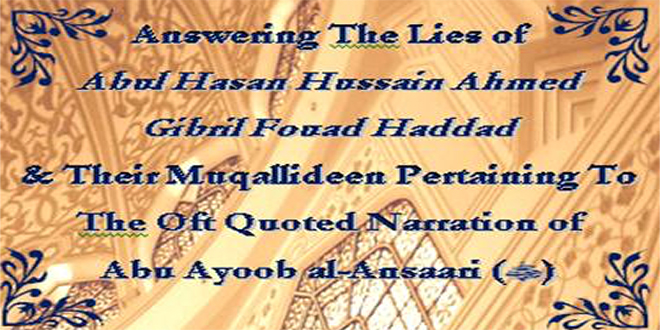 Answering The Lies of
Abul Hasan Hussain Ahmed
Gibril Fouad Haddad
& Their Muqallideen Pertaining To
The Oft Quoted Narration of
Abu Ayoob al-Ansaari ()